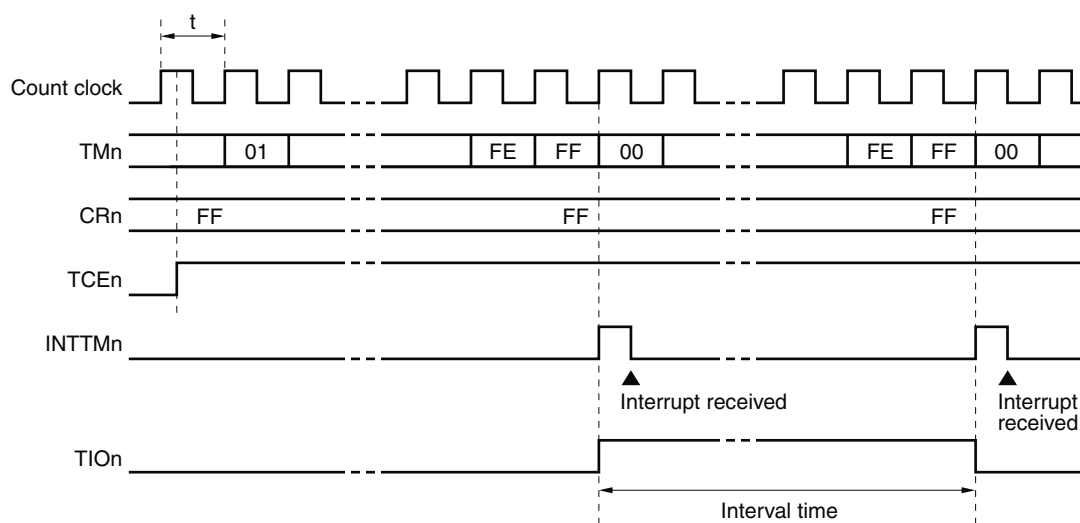 t
Count clock
TMn 01 FE FF 00 FE FF 00
CRn FF FF FF
TCEn
INTTMn
Interrupt received Interrupt
received
TIOn
Interval time